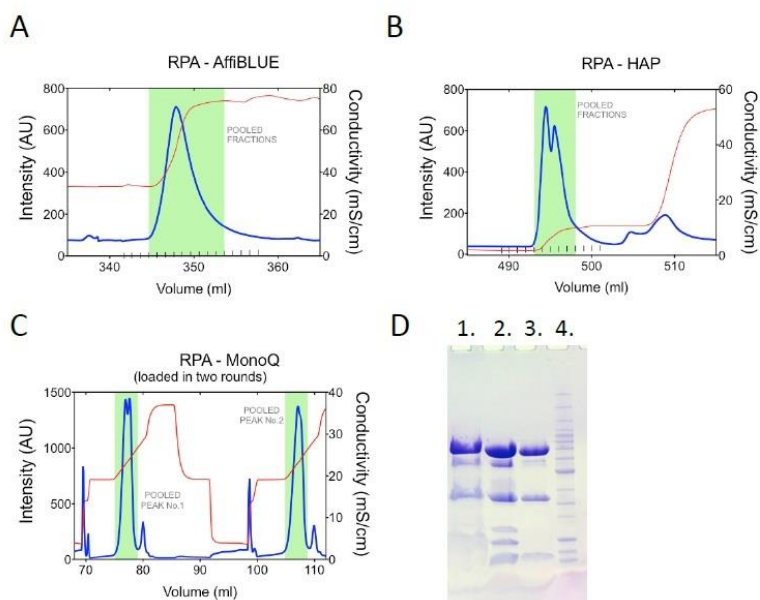 A
RPA - AffiBLUE
Intensity (AU)
800
600
400
200
0
POOLED
FRACTIONS
80
60
40
20
0
Conductivity (mS/cm)
340
350
360
Volume (ml)
B
RPA - HAP
Intensity (AU)
800
600
400
200
0
POOLED
FRACTIONS
60
40
20
0
Conductivity (mS/cm)
490
500
510
Volume (ml)
C
RPA - MonoQ
(loaded in two rounds)
Intensity (AU)
1500
1000
500
0
POOLED
PEAK No.1
POOLED
PEAK No.2
40
30
20
10
0
Conductivity (mS/cm)
70
80
90
100
110
Volume (ml)
D
1. 2. 3. 4.